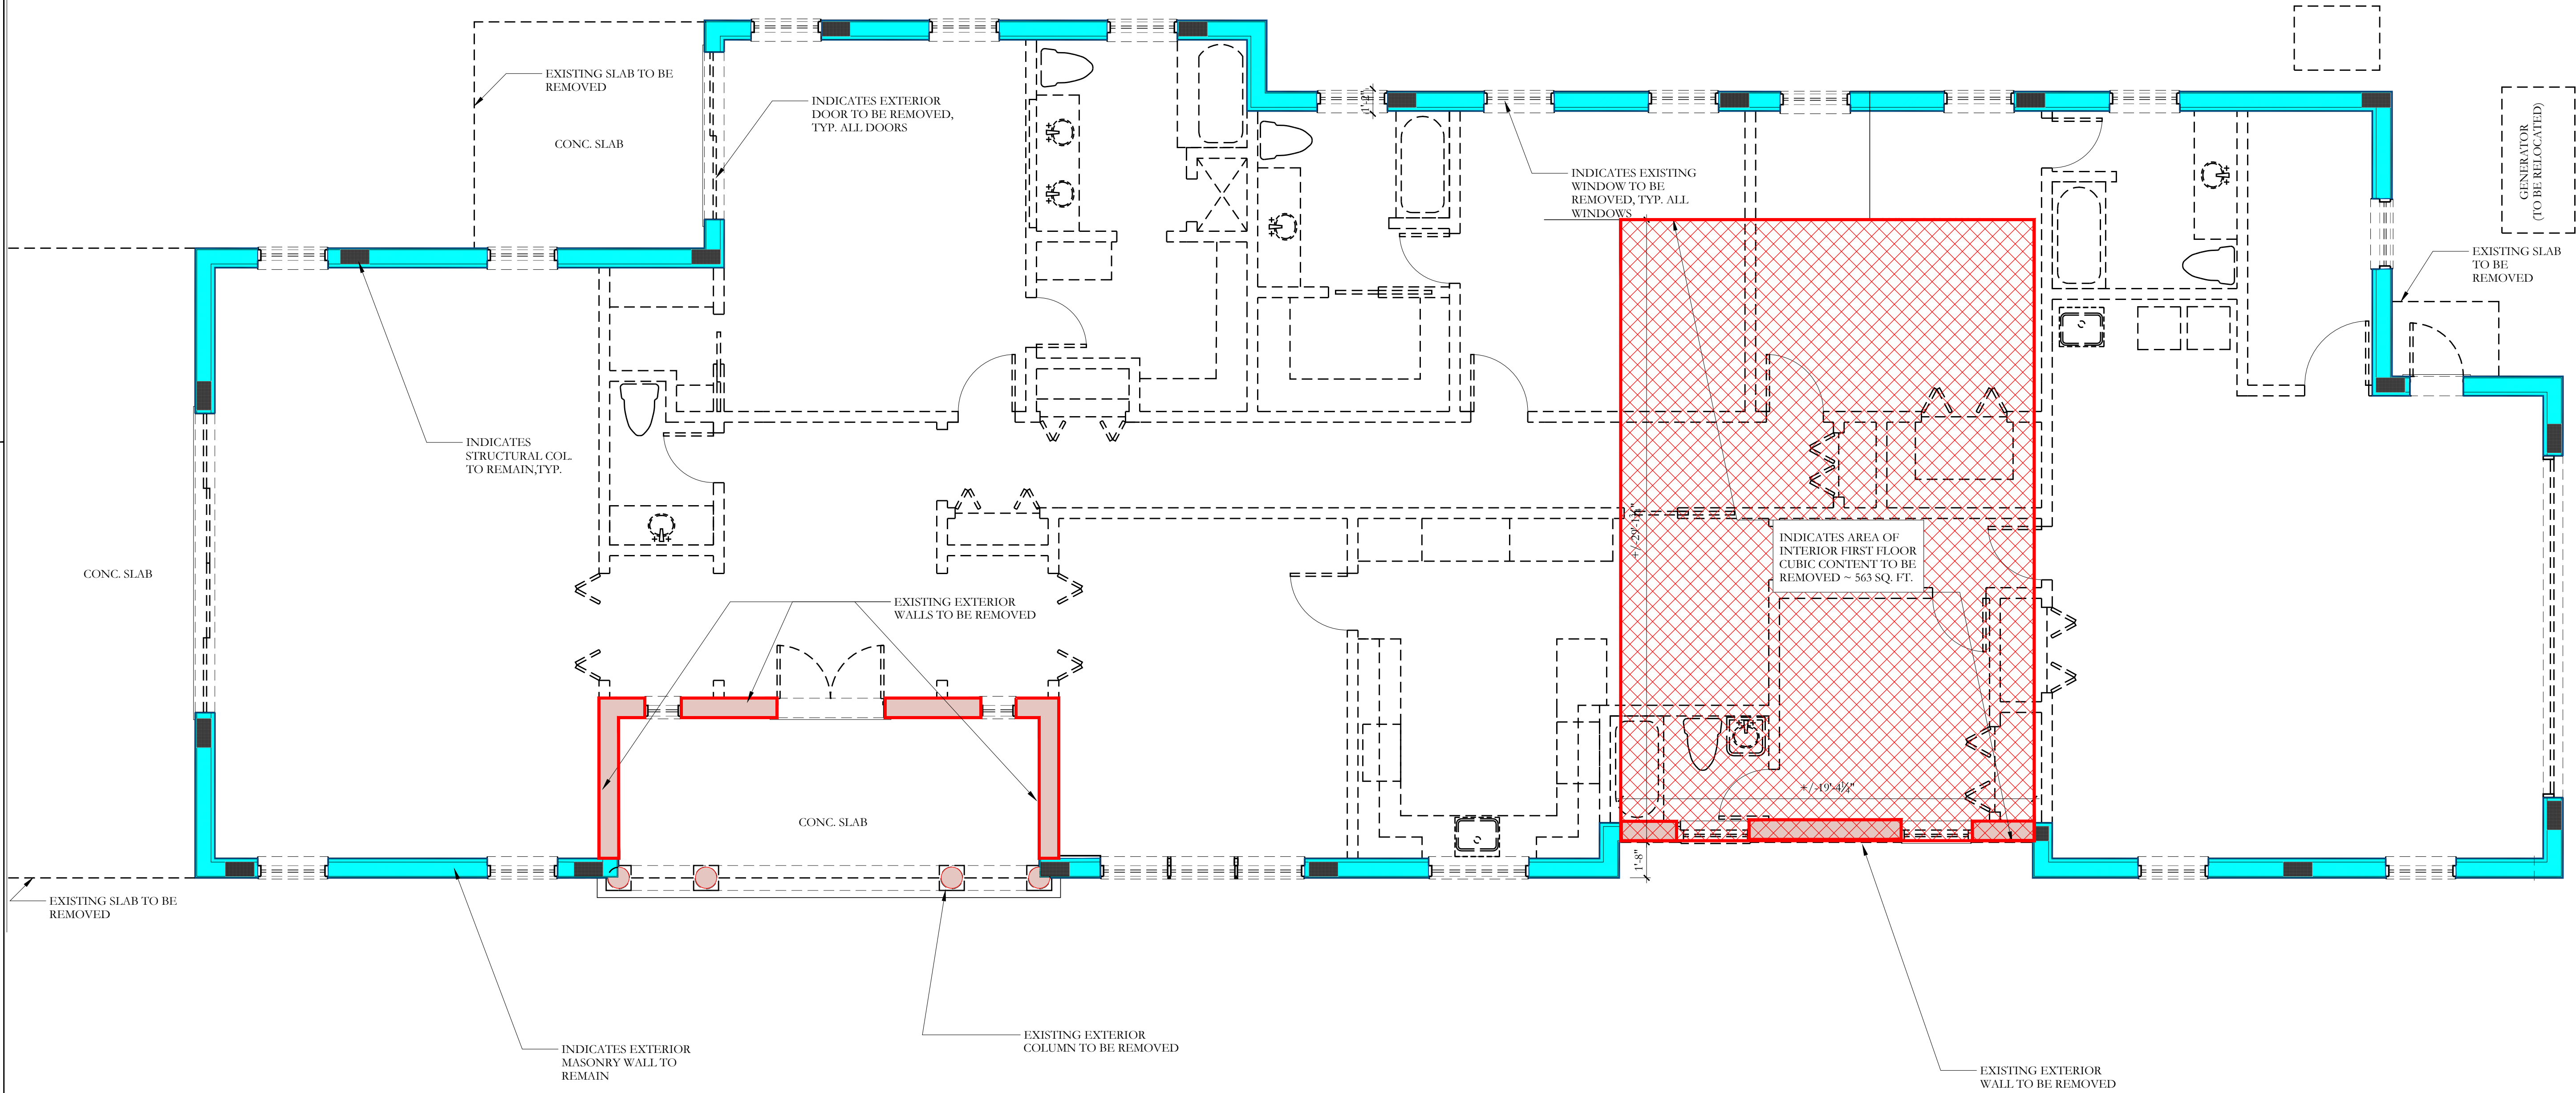 EXISTING SLAB TO BE
REMOVED
CONC. SLAB
INDICATES EXTERIOR
DOOR TO BE REMOVED,
TYP. ALL DOORS
1'-2"
INDICATES EXISTING
WINDOW TO BE
REMOVED, TYP. ALL
WINDOWS
GENERATOR
(TO BE RELOCATED)
EXISTING SLAB
TO BE
REMOVED
INDICATES
STRUCTURAL COL.
TO REMAIN,TYP.
INDICATES AREA OF
INTERIOR FIRST FLOOR
CUBIC CONTENT TO BE
REMOVED ~ 563 SQ. FT.
CONC. SLAB
EXISTING EXTERIOR
WALLS TO BE REMOVED
+/-19'-4¼"
CONC. SLAB
1'-8"
EXISTING SLAB TO BE
REMOVED
EXISTING EXTERIOR
COLUMN TO BE REMOVED
INDICATES EXTERIOR
MASONRY WALL TO
REMAIN
EXISTING EXTERIOR
WALL TO BE REMOVED